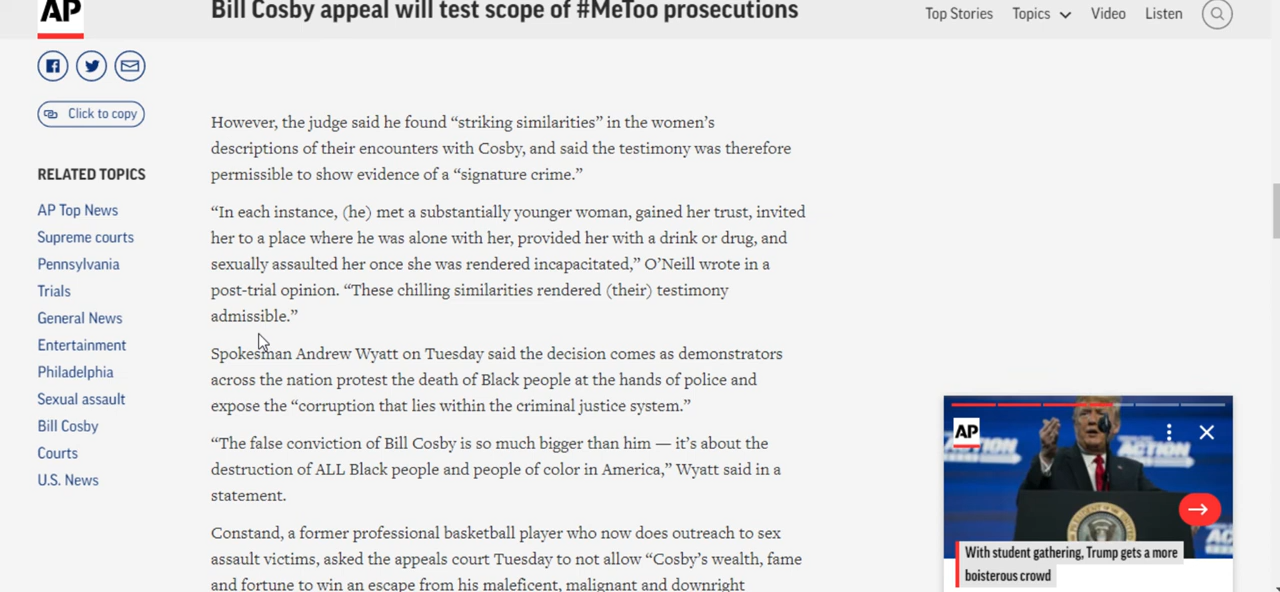 AP
Bill Cosby appeal will test scope of #MeToo prosecutions
Top Stories Topics Video Listen
Click to copy
RELATED TOPICS
AP Top News
Supreme courts
Pennsylvania
Trials
General News
Entertainment
Philadelphia
Sexual assault
Bill Cosby
Courts
U.S. News
However, the judge said he found “striking similarities” in the women’s
descriptions of their encounters with Cosby, and said the testimony was therefore
permissible to show evidence of a “signature crime.”
“In each instance, (he) met a substantially younger woman, gained her trust, invited
her to a place where he was alone with her, provided her with a drink or drug, and
sexually assaulted her once she was rendered incapacitated,” O’Neill wrote in a
post-trial opinion. “These chilling similarities rendered (their) testimony
admissible.”
Spokesman Andrew Wyatt on Tuesday said the decision comes as demonstrators
across the nation protest the death of Black people at the hands of police and
expose the “corruption that lies within the criminal justice system.”
“The false conviction of Bill Cosby is so much bigger than him — it’s about the
destruction of ALL Black people and people of color in America,” Wyatt said in a
statement.
Constand, a former professional basketball player who now does outreach to sex
assault victims, asked the appeals court Tuesday to not allow “Cosby’s wealth, fame
and fortune to win an escape from his maleficent, malignant and downright
AP
ACTION
With student gathering, Trump gets a more
boisterous crowd